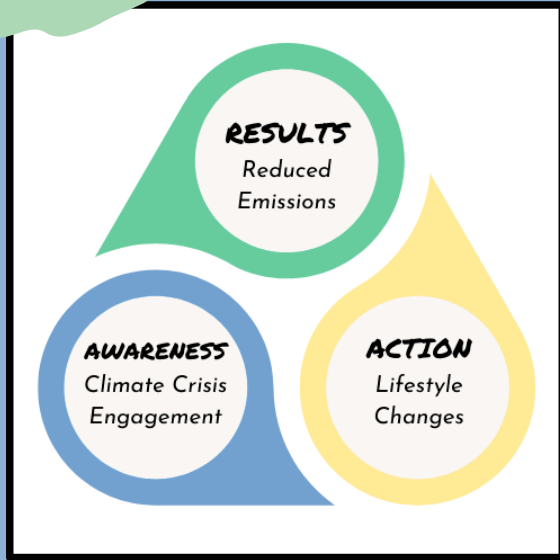 RESULTS
Reduced
Emissions
AWARENESS
Climate Crisis
Engagement
ACTION
Lifestyle
Changes